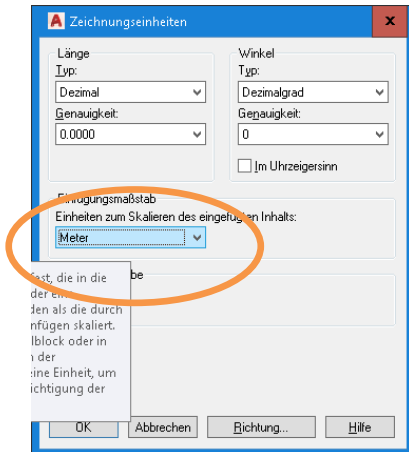 Zeichnungseinheiten
x
Länge
Typ:
Dezimal
Genauigkeit:
0.0000
Winkel
Typ:
Dezimalgrad
Genauigkeit:
0
Im Uhrzeigersinn
Einfügungsmaßstab
Einheiten zum Skalieren des eingefügten Inhalts:
Meter
be
fest, die in die
der
den als die durch
nfügen skaliert.
lblock oder in
n der
eine Einheit, um
ichtigung der
OK
Abbrechen
Richtung...
Hilfe